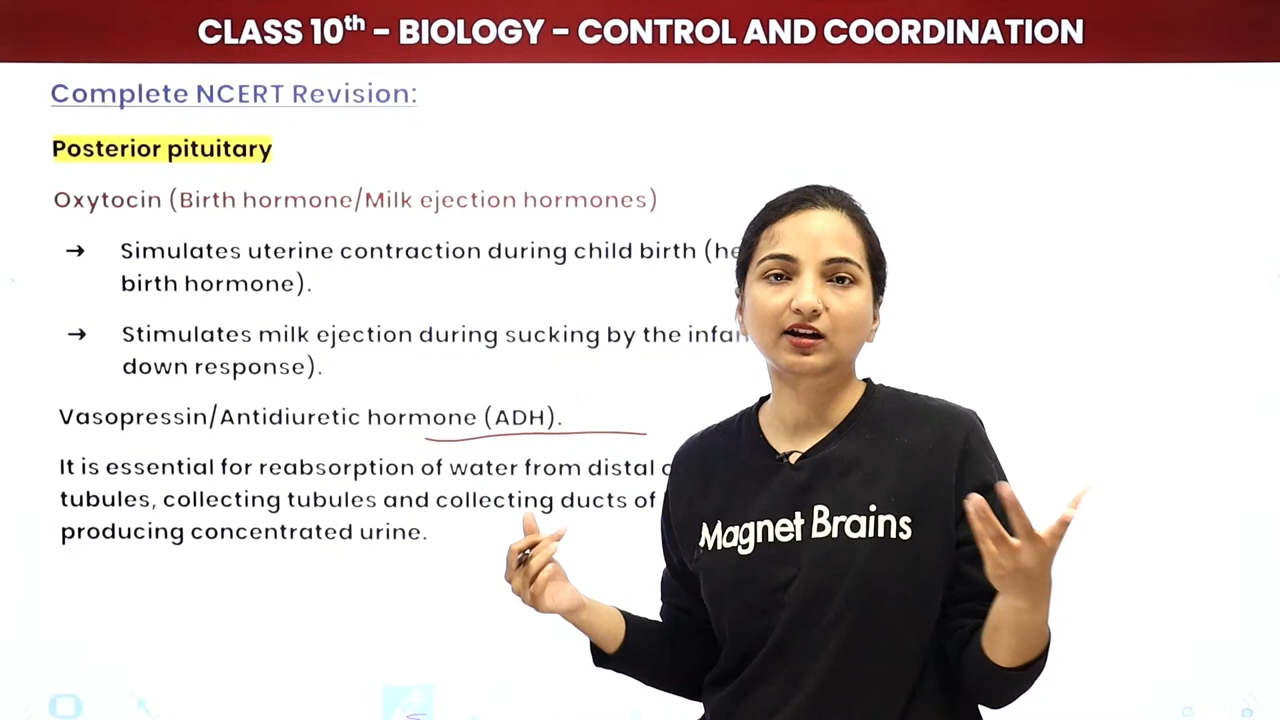 CLASS 10th - BIOLOGY - CONTROL AND COORDINATION
Complete NCERT Revision:
Posterior pituitary
Oxytocin (Birth hormone/Milk ejection hormones)
→ Simulates uterine contraction during child birth (he
birth hormone).
→ Stimulates milk ejection during sucking by the infan
down response).
Vasopressin/Antidiuretic hormone (ADH).
It is essential for reabsorption of water from distal
tubules, collecting tubules and collecting ducts of
producing concentrated urine.
Magnet Brains